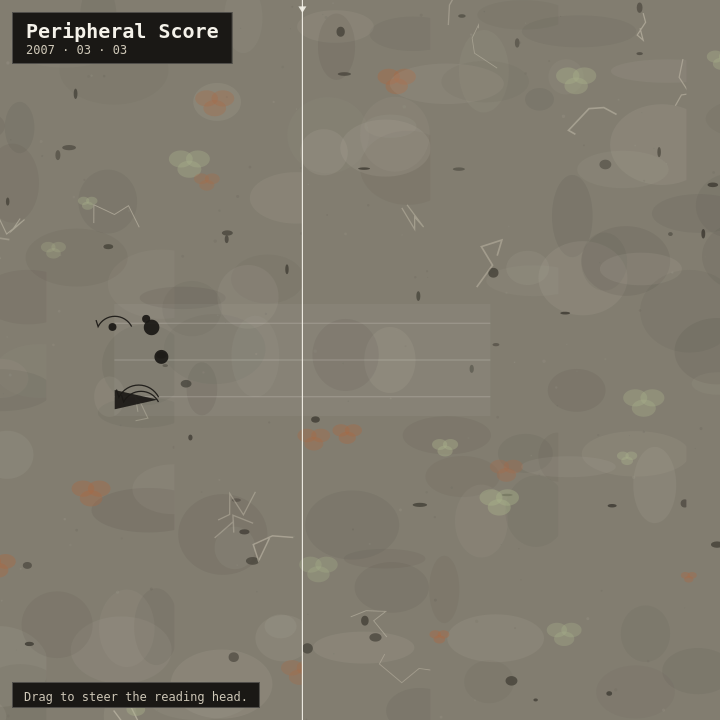 Peripheral Score
2007 · 03 · 03
Drag to steer the reading head.